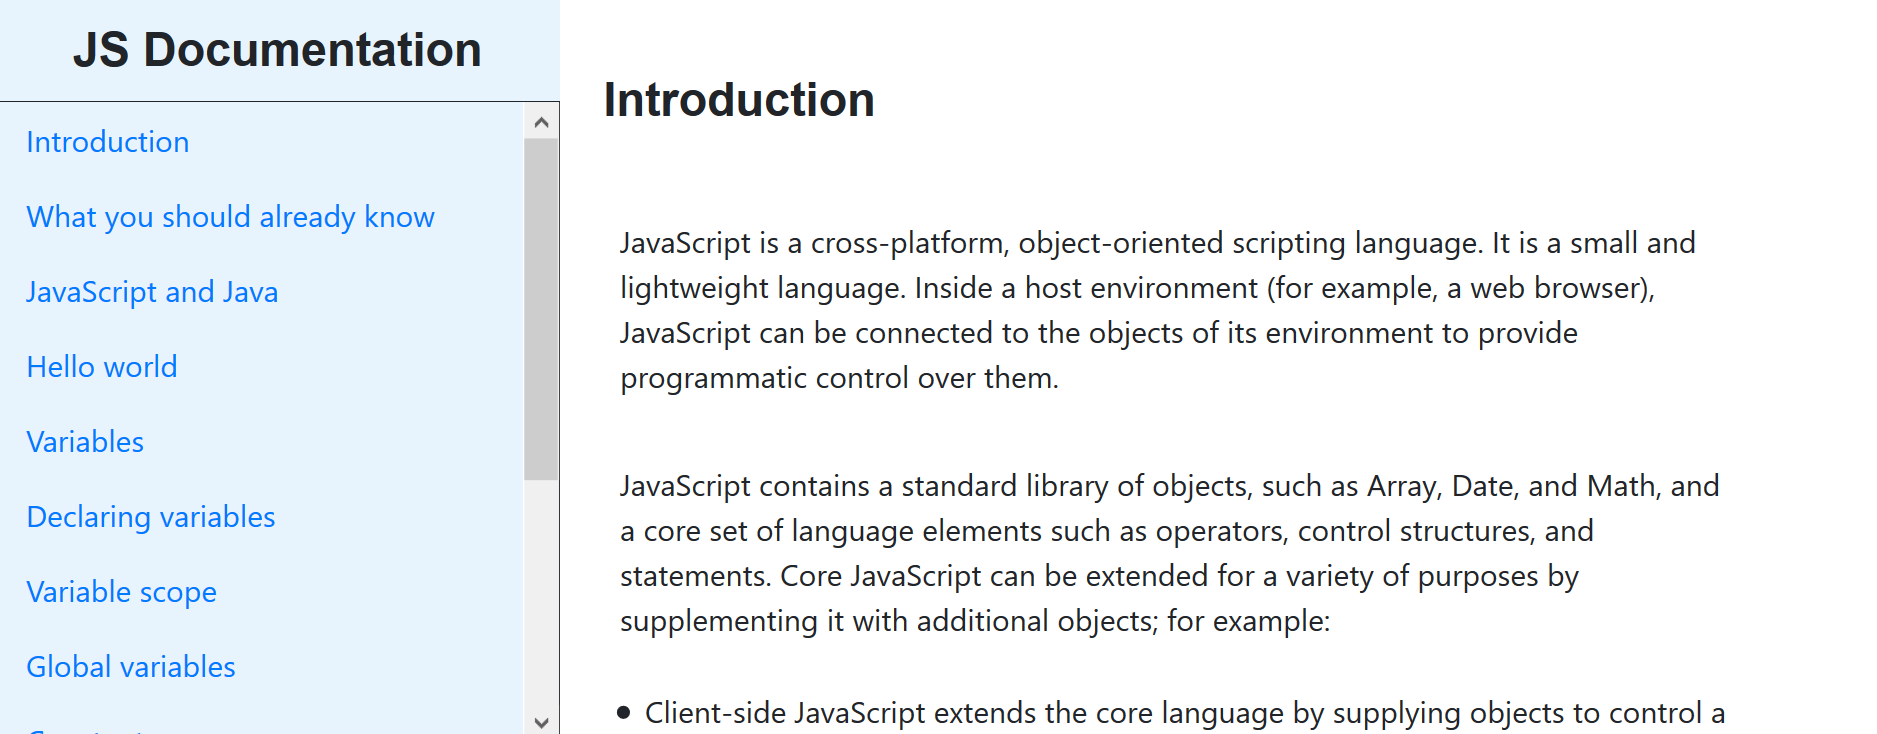 JS Documentation
Introduction
What you should already know
JavaScript and Java
Hello world
Variables
Declaring variables
Variable scope
Global variables
Introduction
JavaScript is a cross-platform, object-oriented scripting language. It is a small and
lightweight language. Inside a host environment (for example, a web browser),
JavaScript can be connected to the objects of its environment to provide
programmatic control over them.
JavaScript contains a standard library of objects, such as Array, Date, and Math, and
a core set of language elements such as operators, control structures, and
statements. Core JavaScript can be extended for a variety of purposes by
supplementing it with additional objects; for example:
• Client-side JavaScript extends the core language by supplying objects to control a